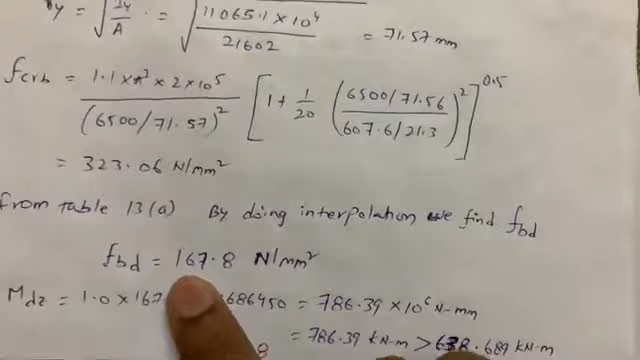 y = √Iy/A = √11065.1 × 10⁴/21602 = 71.57 mm
fcrb = 1.1 × π² × 2 × 10⁵/(6500/71.57)² [1 + 1/20 (6500/71.56/607.6/21.3)²]^0.5
= 323.06 N/mm²
from table 13(a) By doing interpolation we find fbd
fbd = 167.8 N/mm²
Mdz = 1.0 × 167 686450 = 786.39 × 10⁶ N-mm
= 786.39 kN-m > .689 kN-m
8